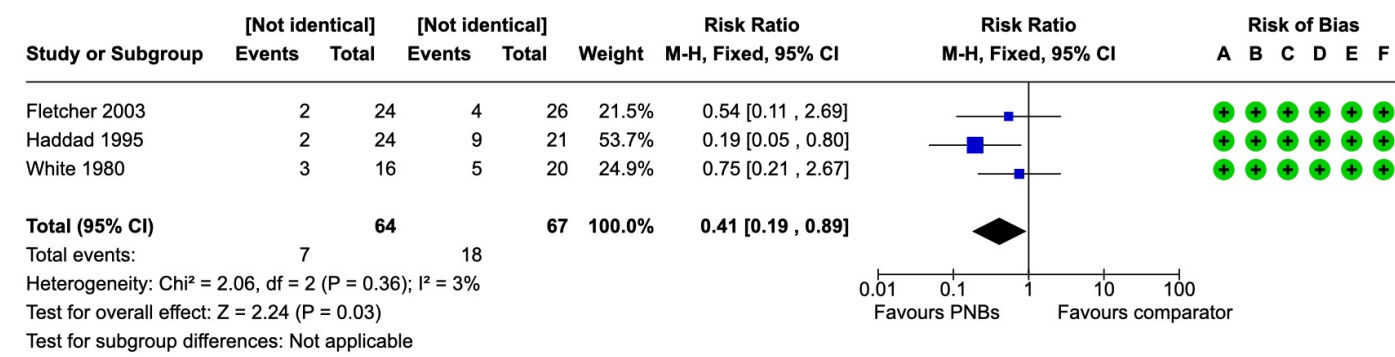 [Not identical] [Not identical] Risk Ratio Risk Ratio Risk of Bias
Study or Subgroup Events Total Events Total Weight M-H, Fixed, 95% CI M-H, Fixed, 95% CI A B C D E F
Fletcher 2003 2 24 4 26 21.5% 0.54 [0.11 , 2.69] + + + + + +
Haddad 1995 2 24 9 21 53.7% 0.19 [0.05 , 0.80] + + + + + +
White 1980 3 16 5 20 24.9% 0.75 [0.21 , 2.67] + + + + + +
Total (95% CI) 64 67 100.0% 0.41 [0.19 , 0.89]
Total events: 7 18
Heterogeneity: Chi² = 2.06, df = 2 (P = 0.36); I² = 3%
0.01 0.1 1 10 100
Test for overall effect: Z = 2.24 (P = 0.03) Favours PNBs Favours comparator
Test for subgroup differences: Not applicable